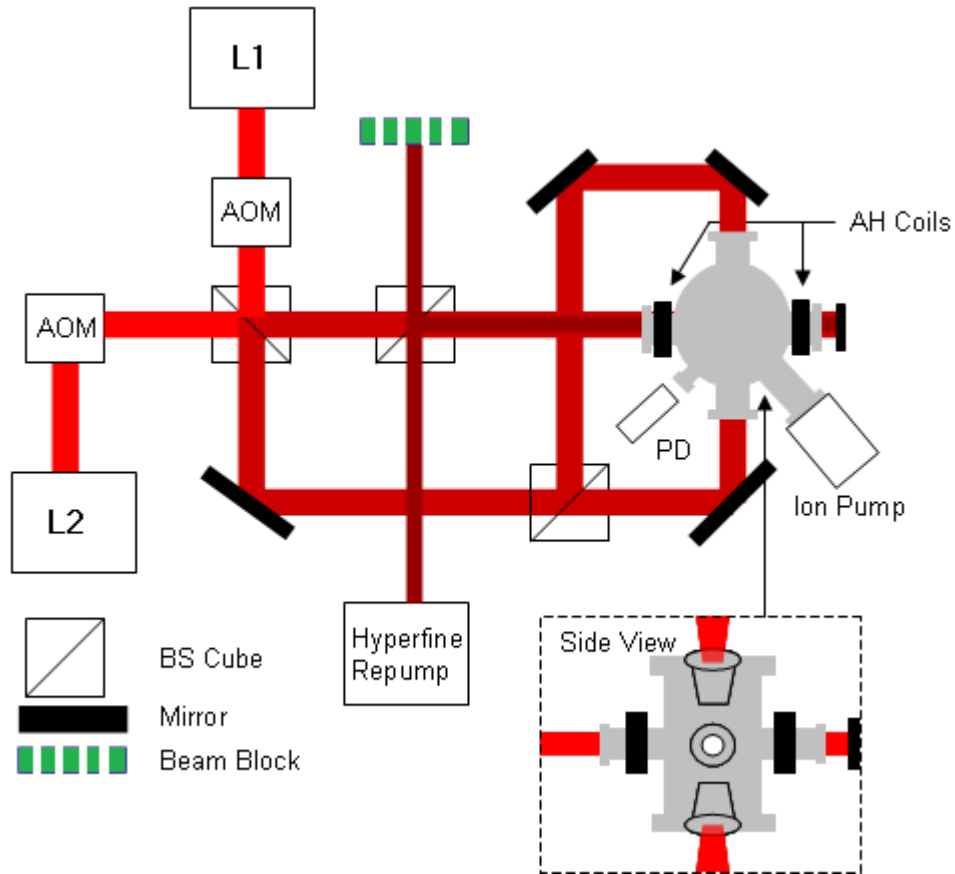 L1
AOM
AH Coils
AOM
PD
Ion Pump
L2
Hyperfine
Repump
Side View
BS Cube
Mirror
Beam Block